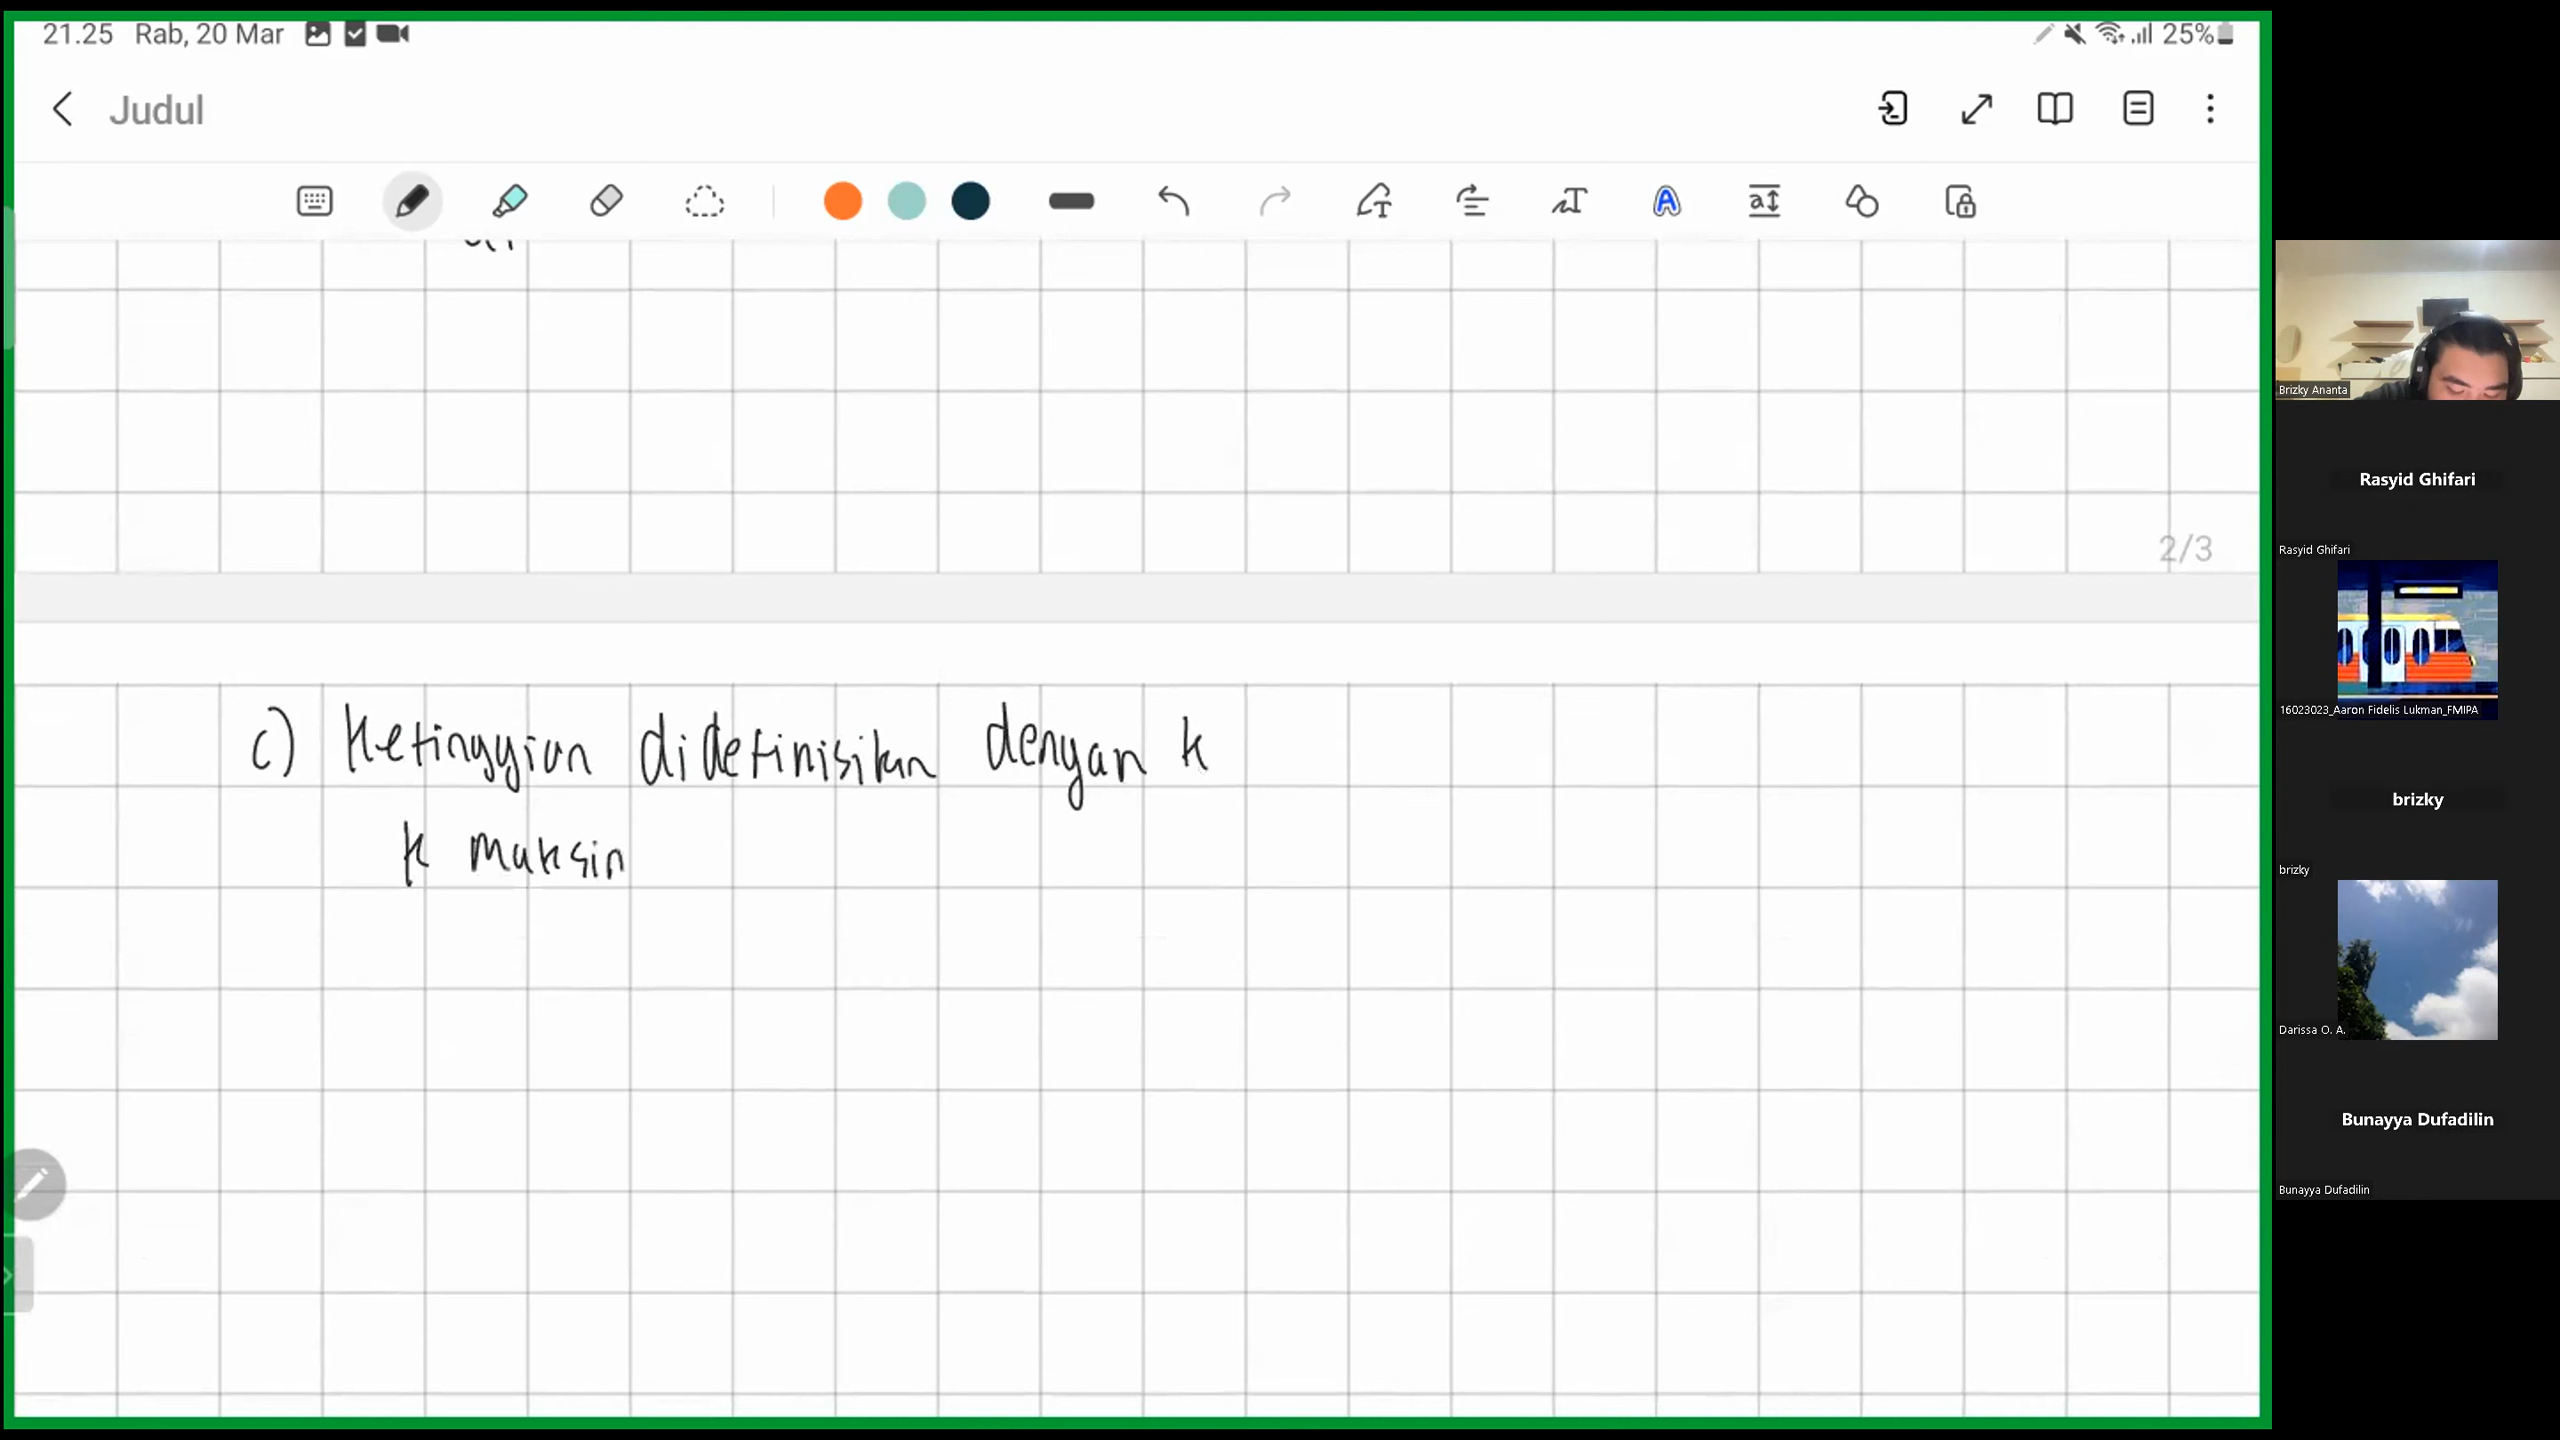 21.25 Rab, 20 Mar
25%
Judul
2/3
c) Ketinggian didefinisikan dengan k
k maksin
Brizky Ananta
Rasyid Ghifari
Rasyid Ghifari
16023023_Aaron Fidelis Lukman_FMIPA
brizky
brizky
Darissa O. A.
Bunayya Dufadilin
Bunayya Dufadilin